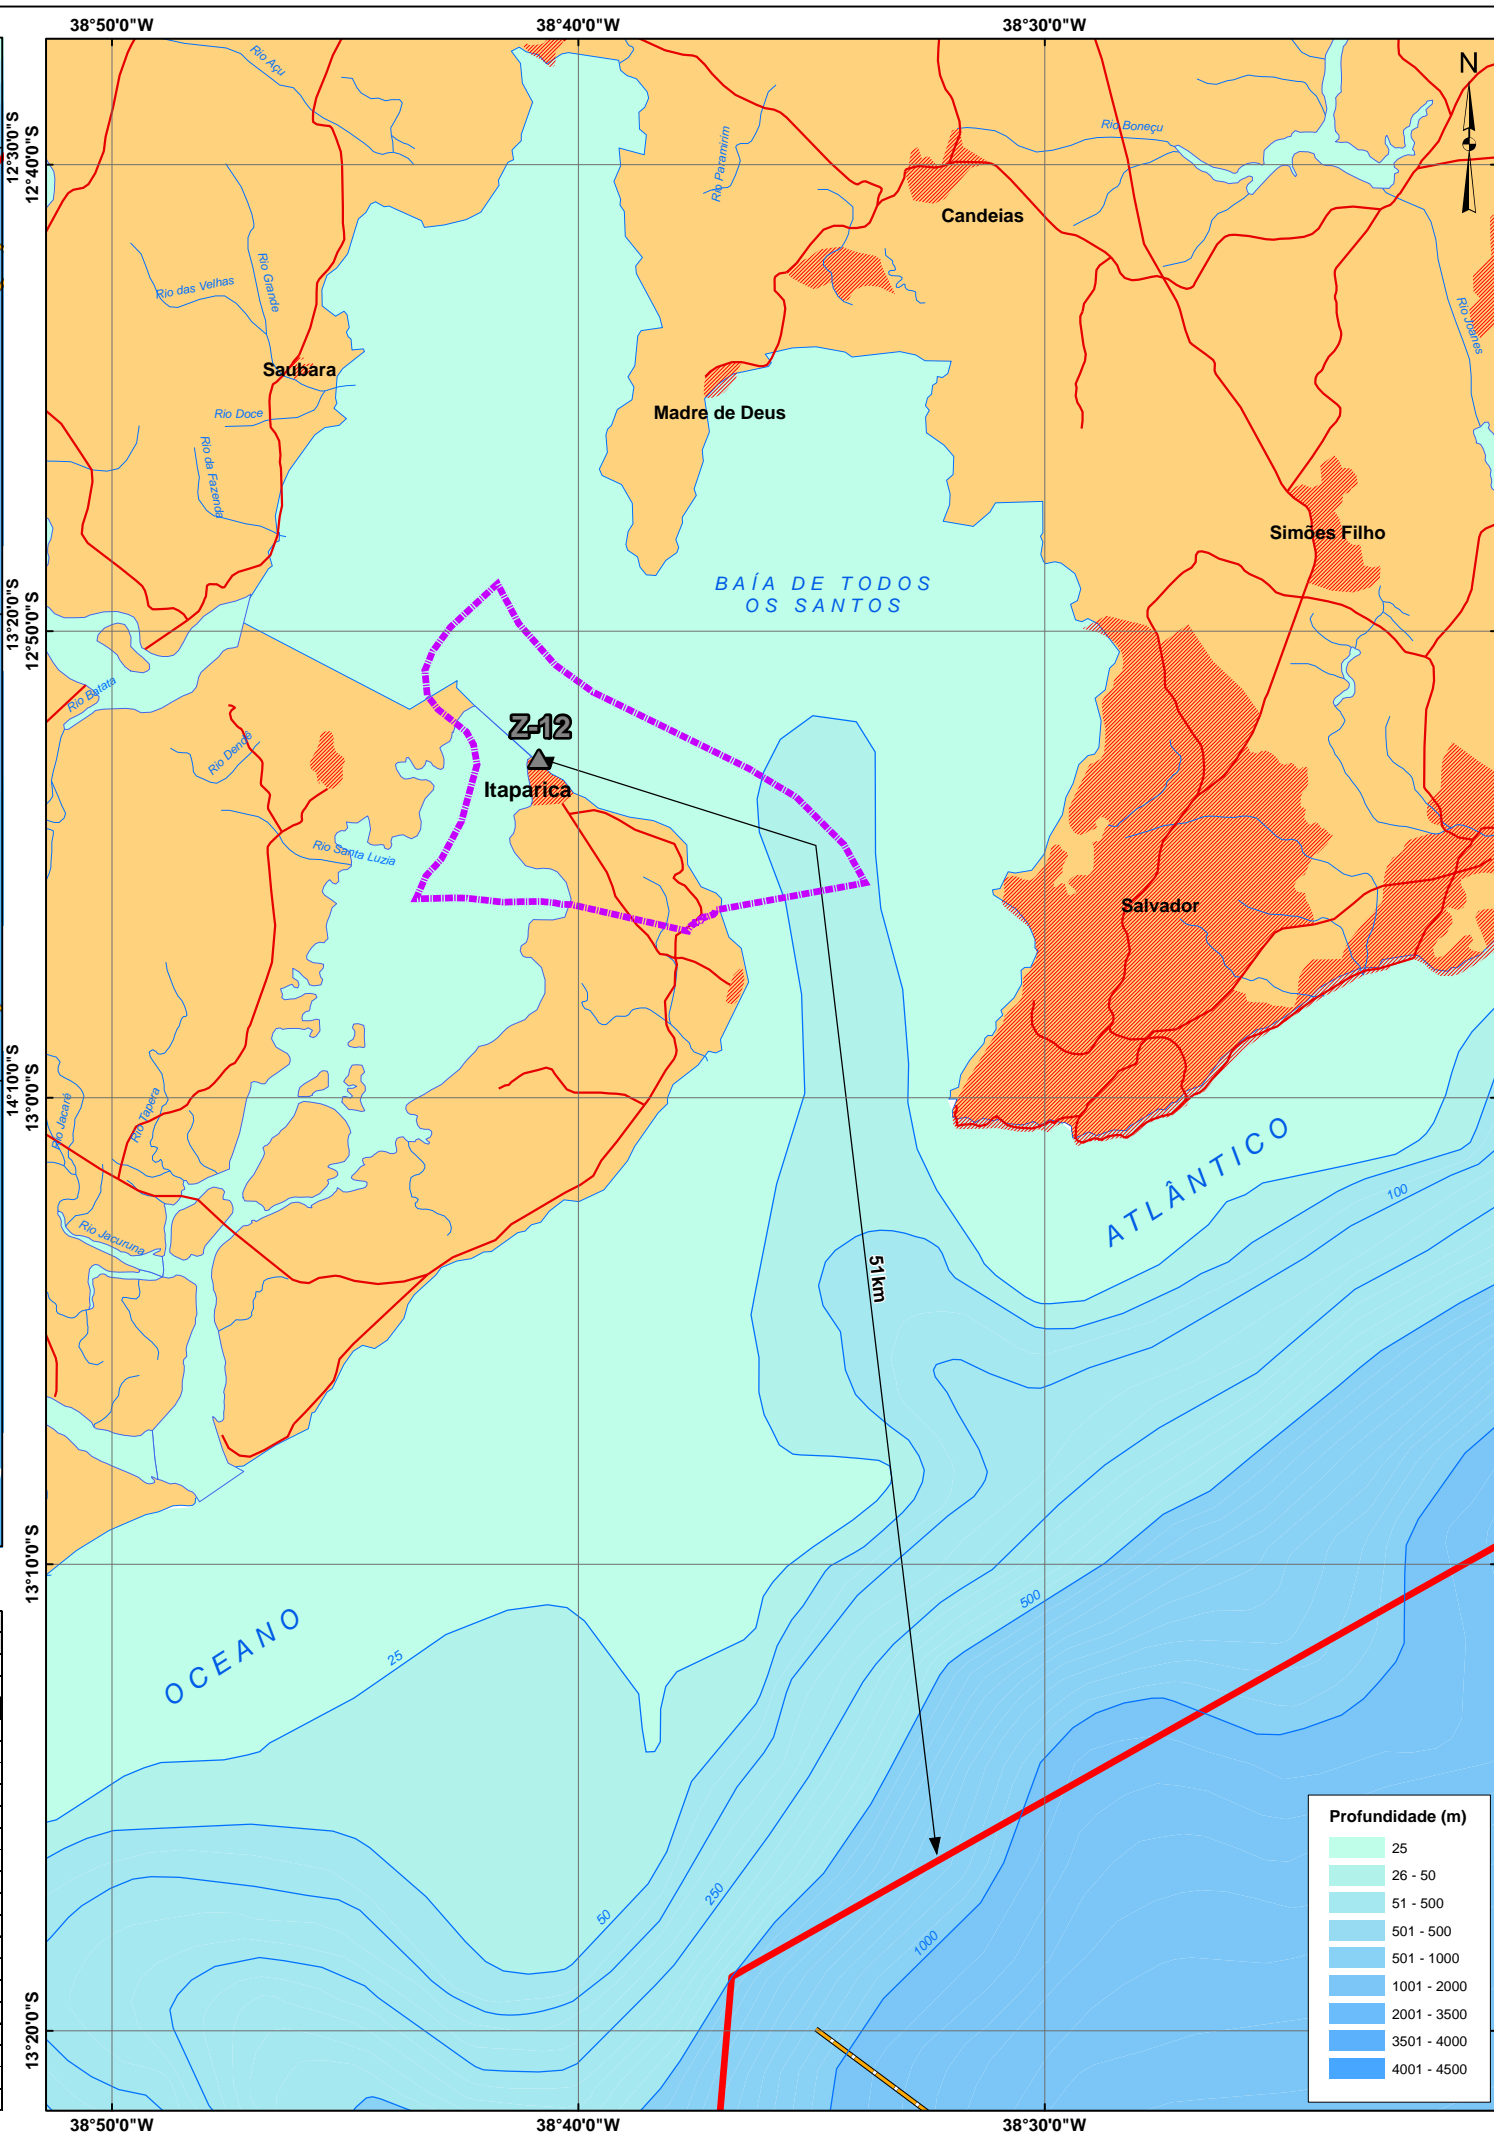 38°50'0"W
38°40'0"W
38°30'0"W
N
12°30'0"S
12°40'0"S
Rio Açu
Rio Paramirim
Rio Boneçu
Candeias
Rio das Velhas
Rio Grande
Rio Joanes
Saubara
Madre de Deus
Rio Doce
Rio da Fazenda
Simões Filho
BAÍA DE TODOS
OS SANTOS
13°20'0"S
12°50'0"S
Rio Batata
Rio Dendê
Z-12
Itaparica
Rio Santa Luzia
Salvador
14°10'0"S
13°0'0"S
Rio Jacaré
Rio Tapera
Rio Jacuruna
ATLÂNTICO
100
51km
13°10'0"S
500
OCEANO
25
50
250
1000
13°20'0"S
Profundidade (m)
25
26 - 50
51 - 500
501 - 500
501 - 1000
1001 - 2000
2001 - 3500
3501 - 4000
4001 - 4500
38°50'0"W
38°40'0"W
38°30'0"W